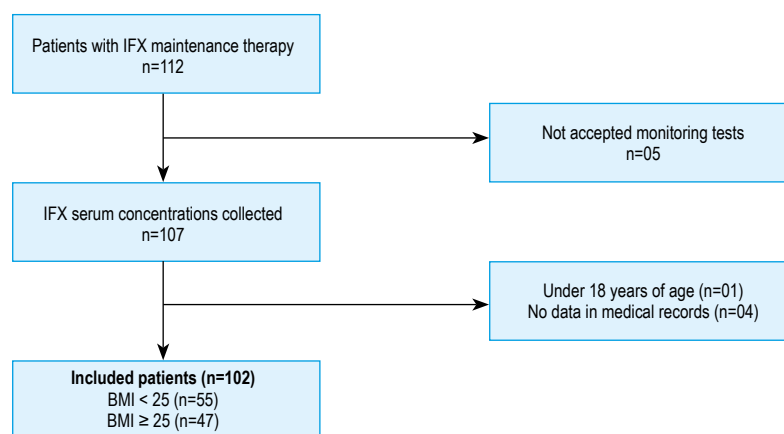 Patients with IFX maintenance therapy
n=112
Not accepted monitoring tests
n=05
IFX serum concentrations collected
n=107
Under 18 years of age (n=01)
No data in medical records (n=04)
Included patients (n=102)
BMI < 25 (n=55)
BMI ≥ 25 (n=47)